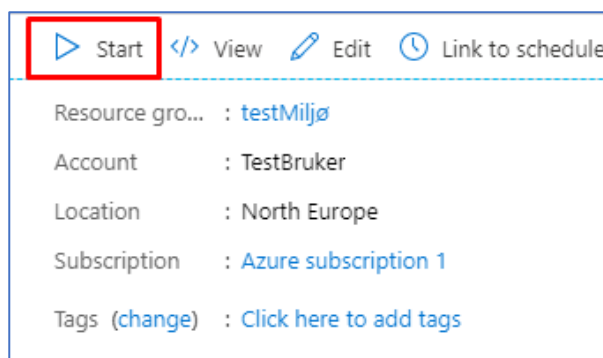 Start </> View Edit Link to schedule
Resource gro... : testMiljø
Account : TestBruker
Location : North Europe
Subscription : Azure subscription 1
Tags (change) : Click here to add tags